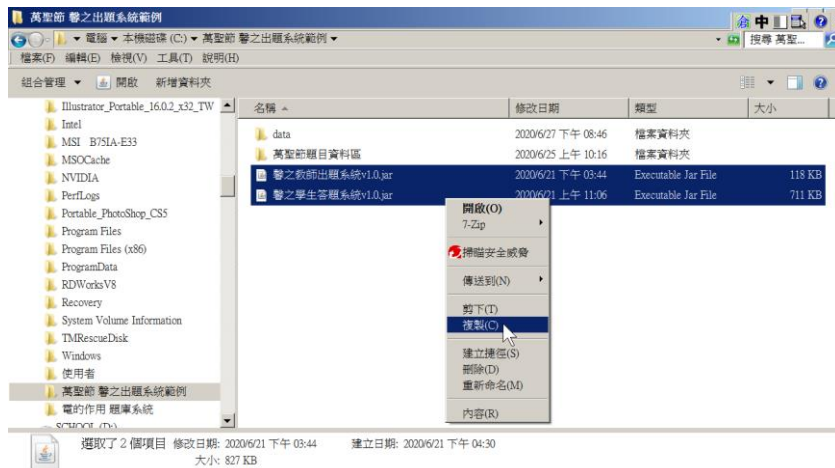 萬聖節 馨之出題系統範例
中
▼ 電腦 ▼ 本機磁碟 (C:) ▼ 萬聖節 馨之出題系統範例 ▼
搜尋 萬聖...
檔案(F) 編輯(E) 檢視(V) 工具(T) 說明(H)
組合管理 ▼ 開啟 新增資料夾
Illustrator_Portable_16.0.2_x32_TW
Intel
MSI B75IA-E33
MSOCache
NVIDIA
PerfLogs
Portable_PhotoShop_CS5
Program Files
Program Files (x86)
ProgramData
RDWorksV8
Recovery
System Volume Information
TMRescueDisk
Windows
使用者
萬聖節 馨之出題系統範例
電的作用 題庫系統
SCHOOL (D:)
名稱 修改日期 類型 大小
data 2020/6/27 下午 08:46 檔案資料夾
萬聖節題目資料區 2020/6/25 上午 10:16 檔案資料夾
馨之教師出題系統v1.0.jar 2020/6/21 下午 03:44 Executable Jar File 118 KB
馨之學生答題系統v1.0.jar 2020/6/21 上午 11:06 Executable Jar File 711 KB
開啟(O)
7-Zip
掃瞄安全威脅
傳送到(N)
剪下(T)
複製(C)
建立捷徑(S)
刪除(D)
重新命名(M)
內容(R)
選取了 2 個項目 修改日期: 2020/6/21 下午 03:44 建立日期: 2020/6/21 下午 04:30
大小: 827 KB